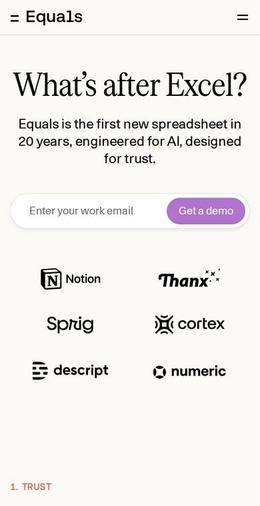 Equals
What's after Excel?
Equals is the first new spreadsheet in
20 years, engineered for AI, designed
for trust.
Enter your work email
Get a demo
Notion
Thanx
Sprig
cortex
descript
numeric
1. TRUST